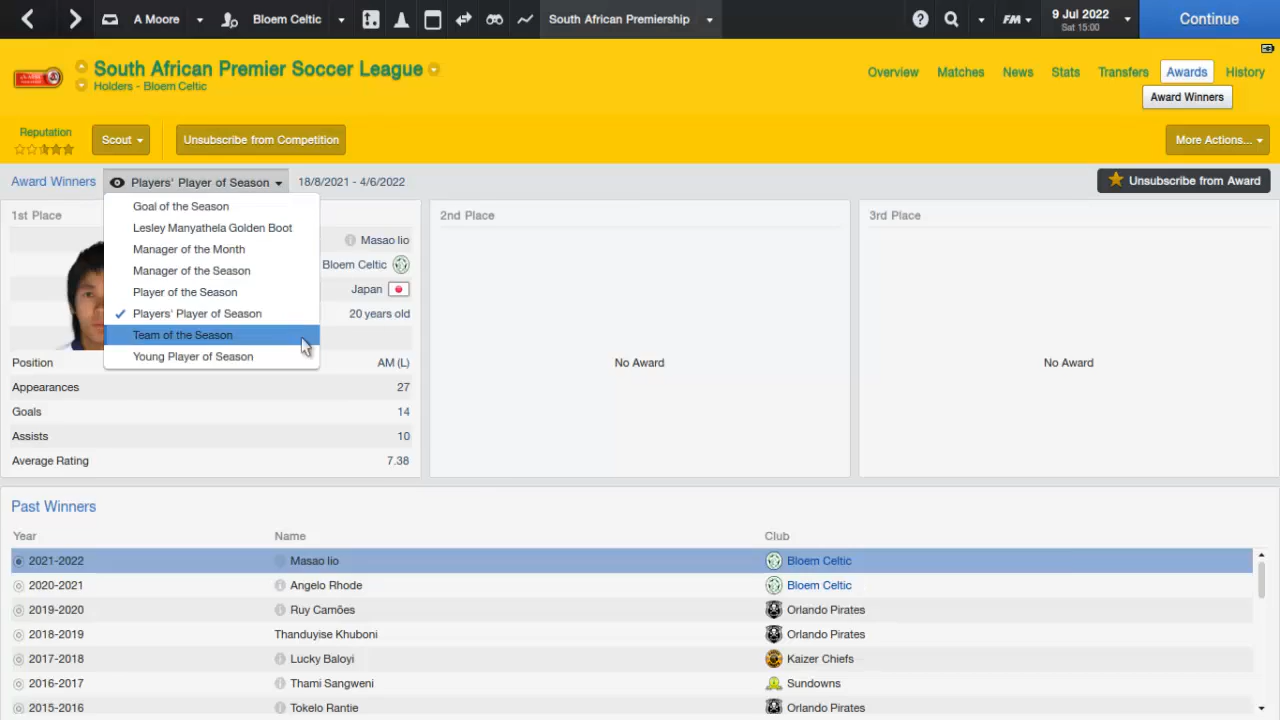 A Moore
Bloem Celtic
South African Premiership
FM
9 Jul 2022
Sat 15:00
Continue
South African Premier Soccer League
Holders - Bloem Celtic
Overview
Matches
News
Stats
Transfers
Awards
History
Award Winners
Reputation
Scout
Unsubscribe from Competition
More Actions...
Award Winners
Players' Player of Season
18/8/2021 - 4/6/2022
Unsubscribe from Award
Goal of the Season
Lesley Manyathela Golden Boot
Manager of the Month
Manager of the Season
Player of the Season
Players' Player of Season
Team of the Season
Young Player of Season
1st Place
Masao Iio
Bloem Celtic
Japan
20 years old
Position AM (L)
Appearances 27
Goals 14
Assists 10
Average Rating 7.38
2nd Place
No Award
3rd Place
No Award
Past Winners
Year Name Club
2021-2022 Masao Iio Bloem Celtic
2020-2021 Angelo Rhode Bloem Celtic
2019-2020 Ruy Camões Orlando Pirates
2018-2019 Thanduyise Khuboni Orlando Pirates
2017-2018 Lucky Baloyi Kaizer Chiefs
2016-2017 Thami Sangweni Sundowns
2015-2016 Tokelo Rantie Orlando Pirates